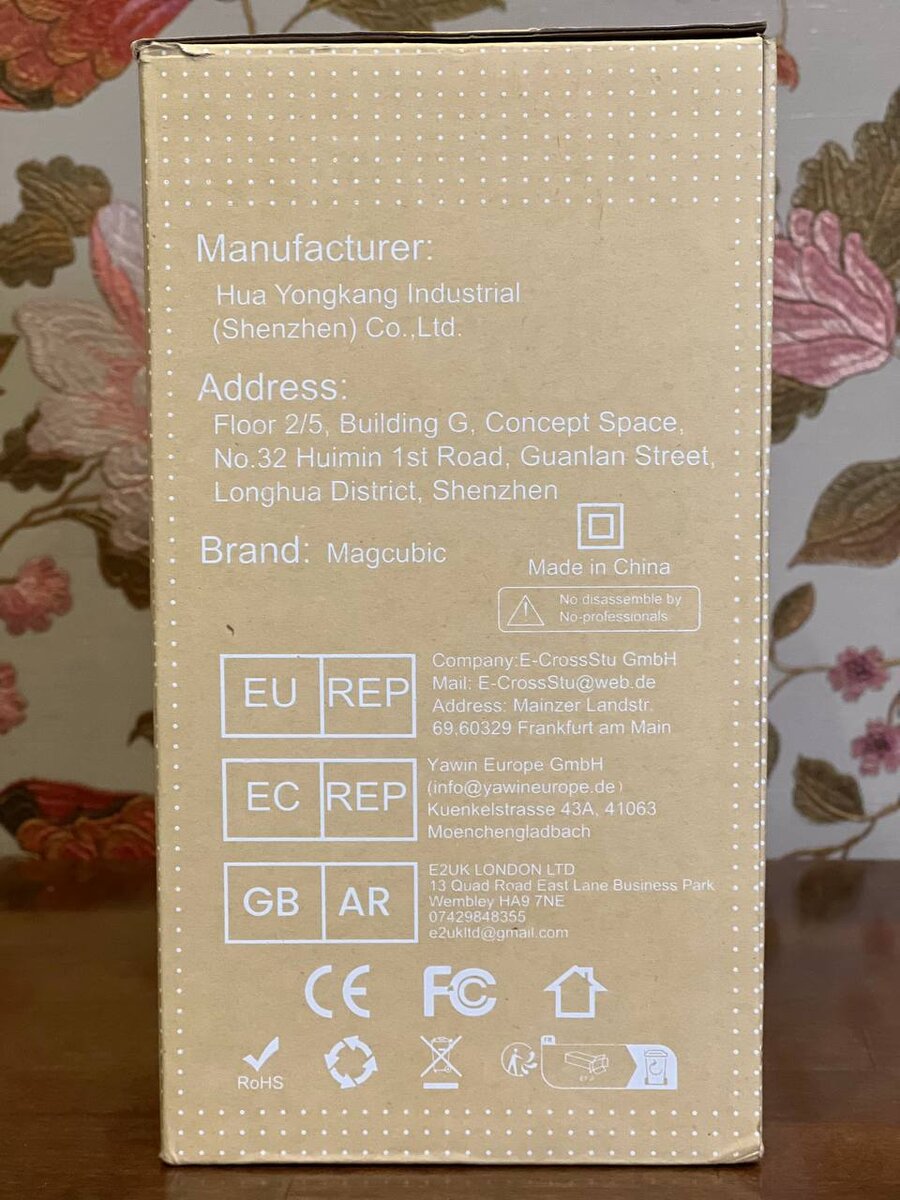 Manufacturer:
Hua Yongkang Industrial
(Shenzhen) Co.,Ltd.
Address:
Floor 2/5, Building G, Concept Space,
No.32 Huimin 1st Road, Guanlan Street,
Longhua District, Shenzhen
Brand: Magcubic
Made in China
No disassemble by
No-professionals
EU REP
Company:E-CrossStu GmbH
Mail: E-CrossStu@web.de
Address: Mainzer Landstr.
69,60329 Frankfurt am Main
EC REP
Yawin Europe GmbH
(info@yawineurope.de)
Kuenkelstrasse 43A, 41063
Moenchengladbach
GB AR
E2UK LONDON LTD
13 Quad Road East Lane Business Park
Wembley HA9 7NE
07429848355
e2ukltd@gmail.com
CE FC
RoHS
FR